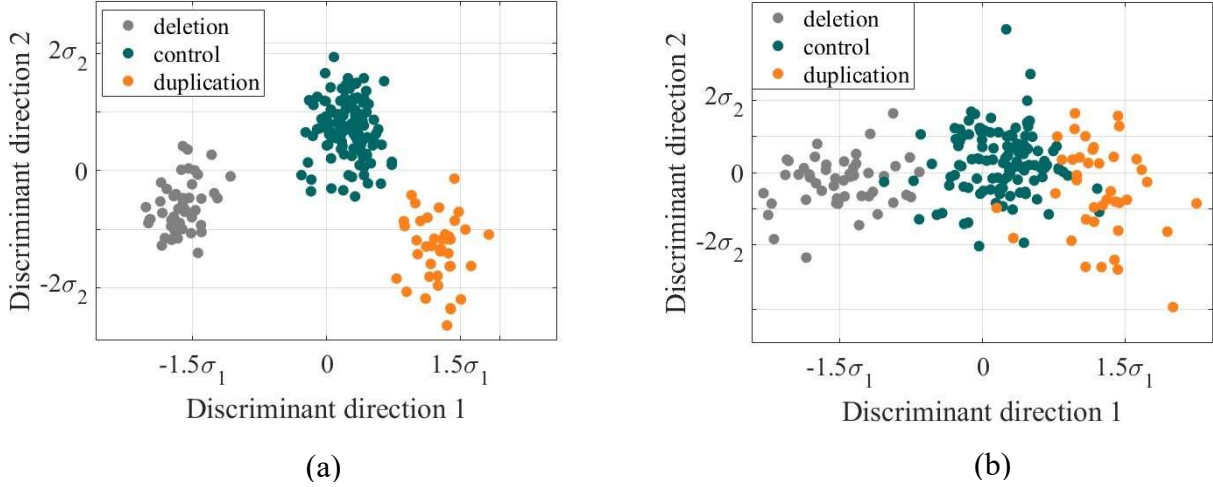 deletion
control
duplication
Discriminant direction 2
2σ2
0
-2σ2
-1.5σ1
0
1.5σ1
Discriminant direction 1
(a)
deletion
control
duplication
Discriminant direction 2
2σ2
0
-2σ2
-1.5σ1
0
1.5σ1
Discriminant direction 1
(b)